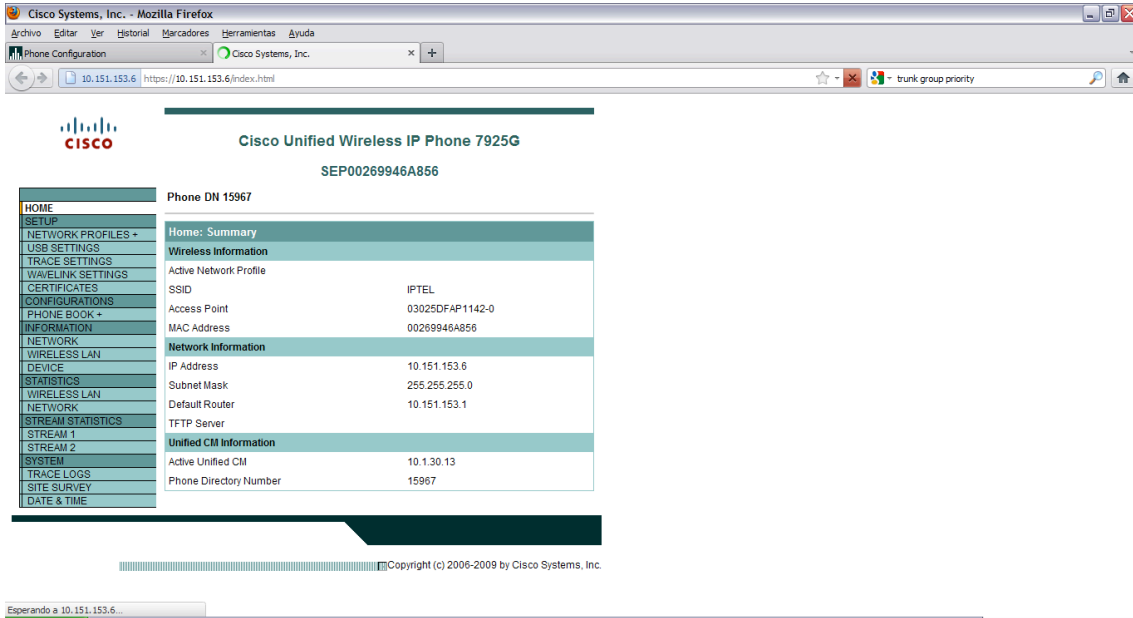 Cisco Systems, Inc. - Mozilla Firefox
Archivo Editar Ver Historial Marcadores Herramientas Ayuda
Phone Configuration × Cisco Systems, Inc. × +
10.151.153.6 https://10.151.153.6/index.html trunk group priority
CISCO
Cisco Unified Wireless IP Phone 7925G
SEP00269946A856
Phone DN 15967
HOME
SETUP
NETWORK PROFILES +
USB SETTINGS
TRACE SETTINGS
WAVELINK SETTINGS
CERTIFICATES
CONFIGURATIONS
PHONE BOOK +
INFORMATION
NETWORK
WIRELESS LAN
DEVICE
STATISTICS
WIRELESS LAN
NETWORK
STREAM STATISTICS
STREAM 1
STREAM 2
SYSTEM
TRACE LOGS
SITE SURVEY
DATE & TIME
Home: Summary
Wireless Information
Active Network Profile
SSID IPTEL
Access Point 03025DFAP1142-0
MAC Address 00269946A856
Network Information
IP Address 10.151.153.6
Subnet Mask 255.255.255.0
Default Router 10.151.153.1
TFTP Server
Unified CM Information
Active Unified CM 10.1.30.13
Phone Directory Number 15967
Copyright (c) 2006-2009 by Cisco Systems, Inc.
Esperando a 10.151.153.6...